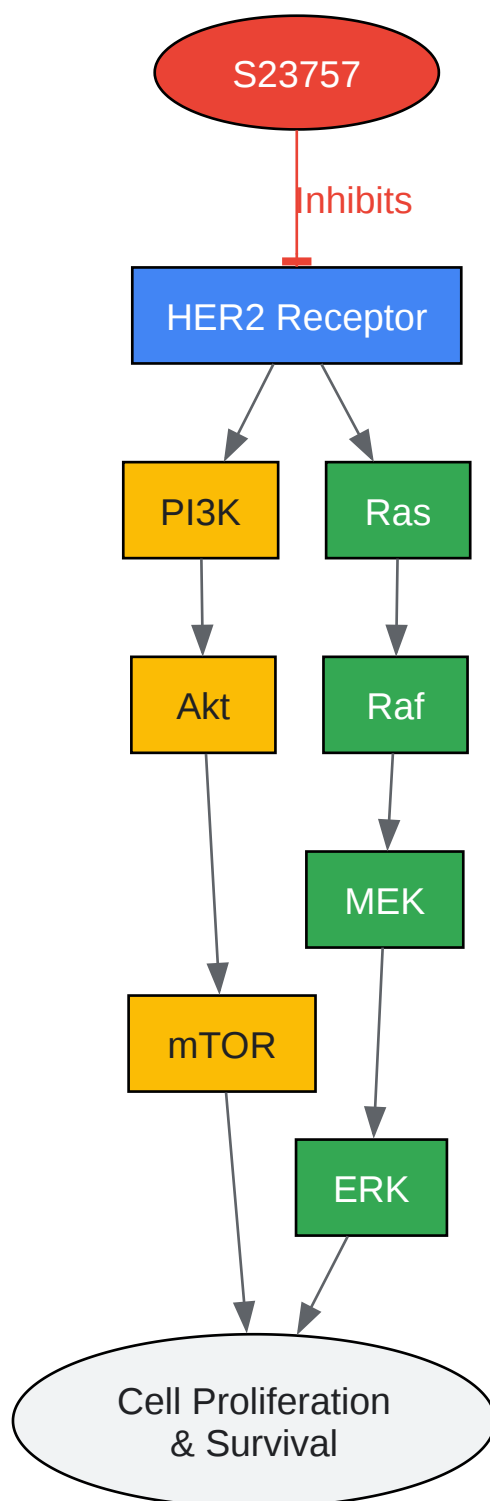 S23757
Inhibits
HER2 Receptor
PI3K
Ras
Akt
Raf
MEK
mTOR
ERK
Cell Proliferation
& Survival